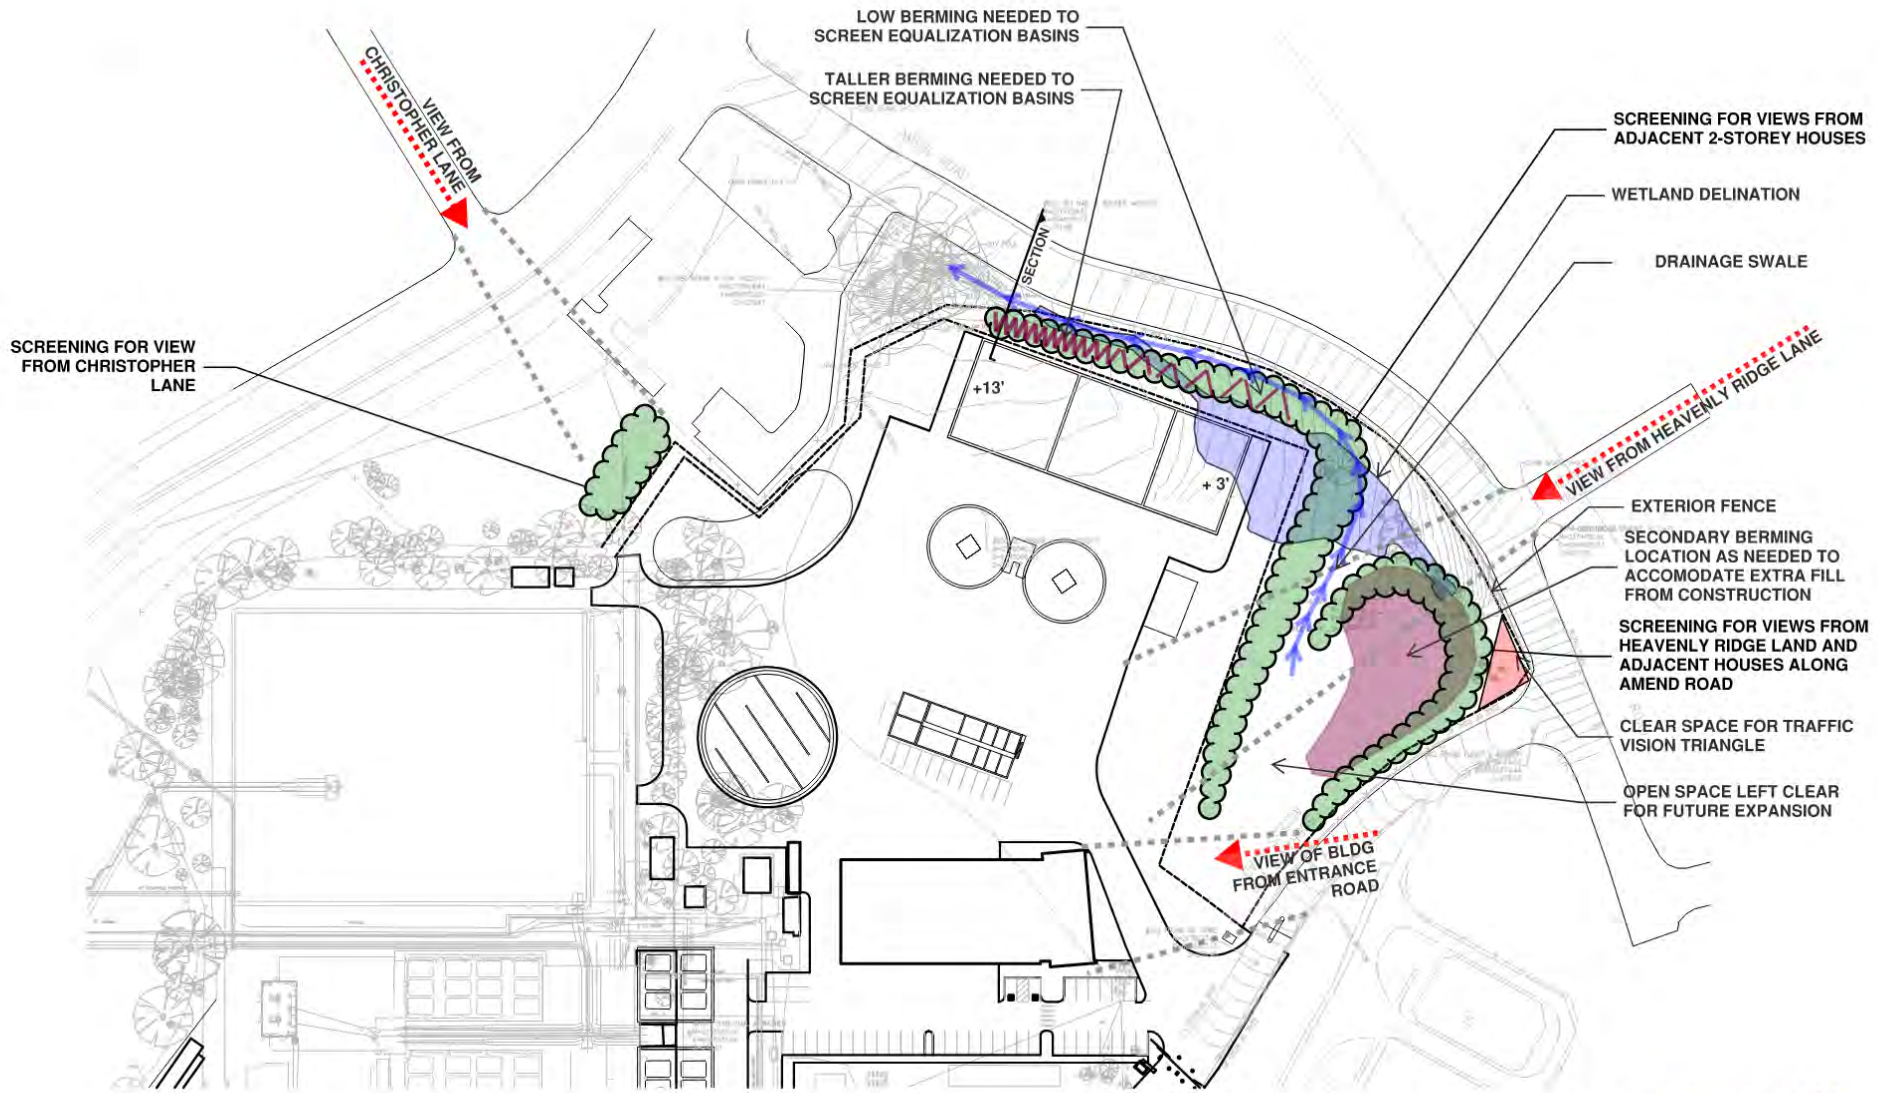 LOW BERMING NEEDED TO
SCREEN EQUALIZATION BASINS
TALLER BERMING NEEDED TO
SCREEN EQUALIZATION BASINS
SCREENING FOR VIEWS FROM
ADJACENT 2-STOREY HOUSES
WETLAND DELINATION
DRAINAGE SWALE
VIEW FROM
CHRISTOPHER LANE
SECTION
SCREENING FOR VIEW
FROM CHRISTOPHER
LANE
+13'
+ 3'
VIEW FROM HEAVENLY RIDGE LANE
EXTERIOR FENCE
SECONDARY BERMING
LOCATION AS NEEDED TO
ACCOMODATE EXTRA FILL
FROM CONSTRUCTION
SCREENING FOR VIEWS FROM
HEAVENLY RIDGE LAND AND
ADJACENT HOUSES ALONG
AMEND ROAD
CLEAR SPACE FOR TRAFFIC
VISION TRIANGLE
OPEN SPACE LEFT CLEAR
FOR FUTURE EXPANSION
VIEW OF BLDG
FROM ENTRANCE
ROAD